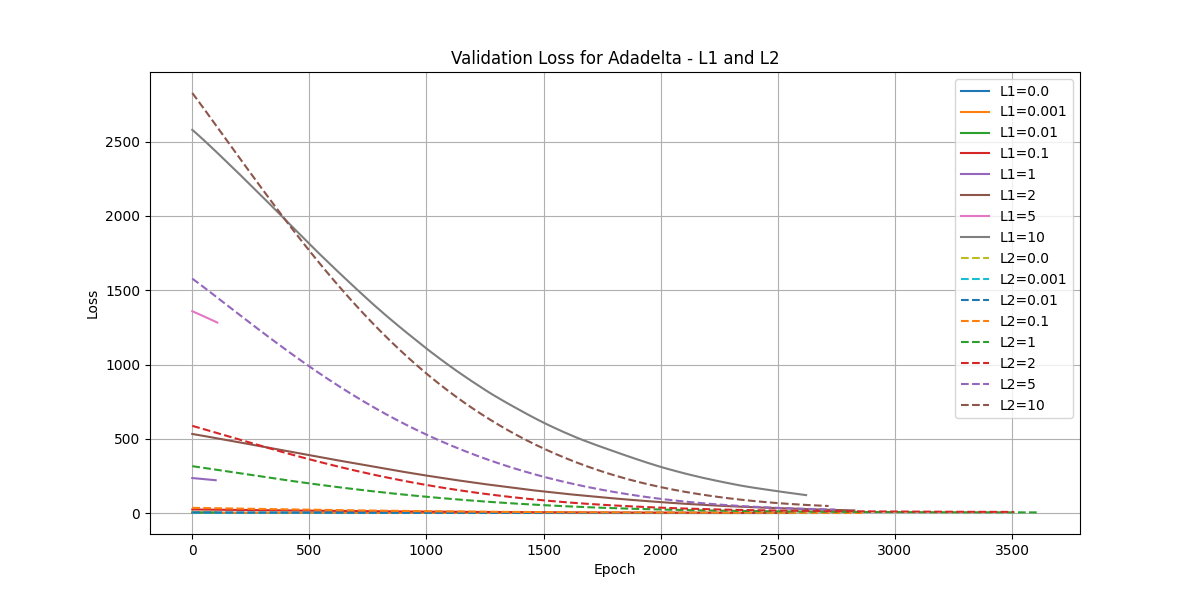 Validation Loss for Adadelta - L1 and L2
L1=0.0
L1=0.001
L1=0.01
L1=0.1
L1=1
L1=2
L1=5
L1=10
L2=0.0
L2=0.001
L2=0.01
L2=0.1
L2=1
L2=2
L2=5
L2=10
2500
2000
1500
1000
500
0
Loss
0
500
1000
1500
2000
2500
3000
3500
Epoch